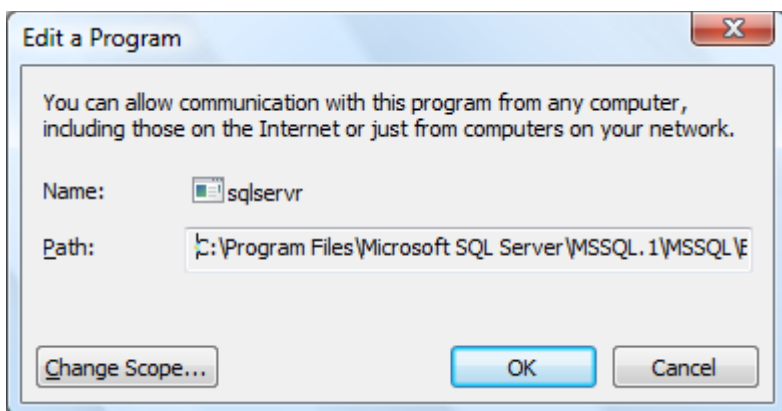 Edit a Program
You can allow communication with this program from any computer,
including those on the Internet or just from computers on your network.
Name: sqlservr
Path: C:\Program Files\Microsoft SQL Server\MSSQL.1\MSSQL\B
Change Scope... OK Cancel